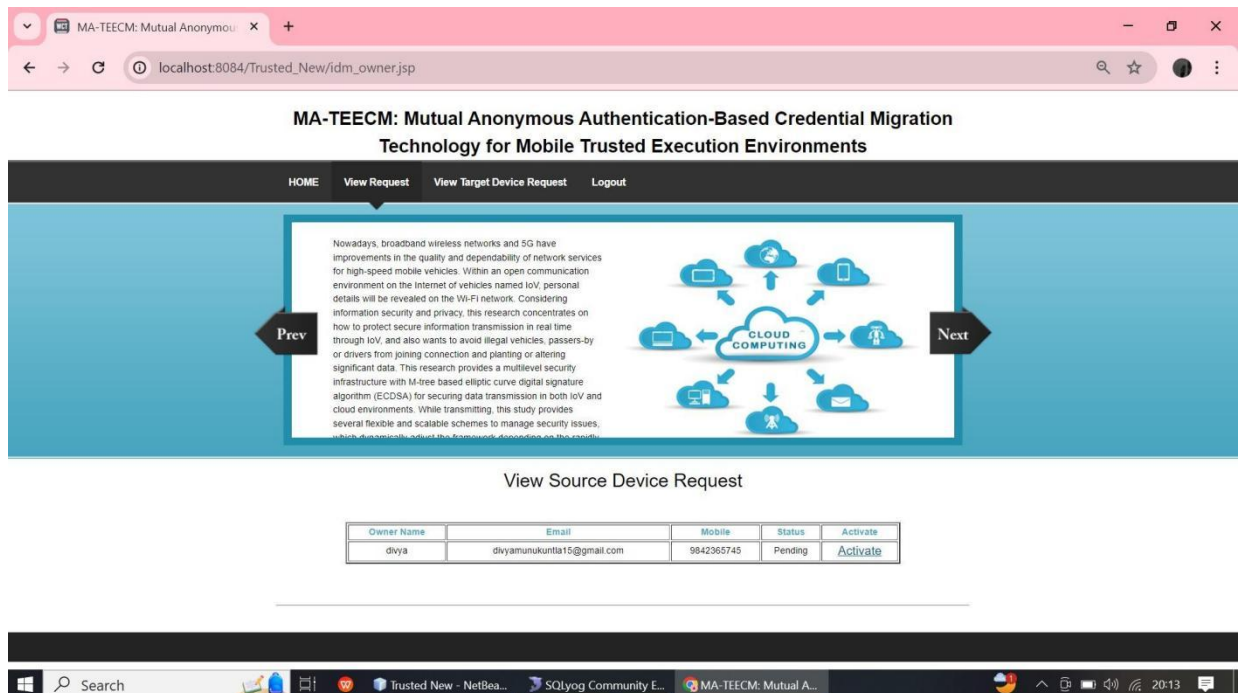 MA-TEECM: Mutual Anonymou
localhost:8084/Trusted_New/idm_owner.jsp
MA-TEECM: Mutual Anonymous Authentication-Based Credential Migration
Technology for Mobile Trusted Execution Environments
HOME View Request View Target Device Request Logout
Nowadays, broadband wireless networks and 5G have
improvements in the quality and dependability of network services
for high-speed mobile vehicles. Within an open communication
environment on the Internet of vehicles named IoV, personal
details will be revealed on the Wi-Fi network. Considering
information security and privacy, this research concentrates on
how to protect secure information transmission in real time
through IoV, and also wants to avoid illegal vehicles, passers-by
or drivers from joining connection and planting or altering
significant data. This research provides a multilevel security
infrastructure with M-tree based elliptic curve digital signature
algorithm (ECDSA) for securing data transmission in both IoV and
cloud environments. While transmitting, this study provides
several flexible and scalable schemes to manage security issues,
which dynamically adjust the framework depending on the rapidly
Prev
CLOUD
COMPUTING
Next
View Source Device Request
Owner Name Email Mobile Status Activate
divya divyamunukuntla15@gmail.com 9842365745 Pending Activate
Search Trusted New - NetBea... SQLyog Community E... MA-TEECM: Mutual A... 20:13